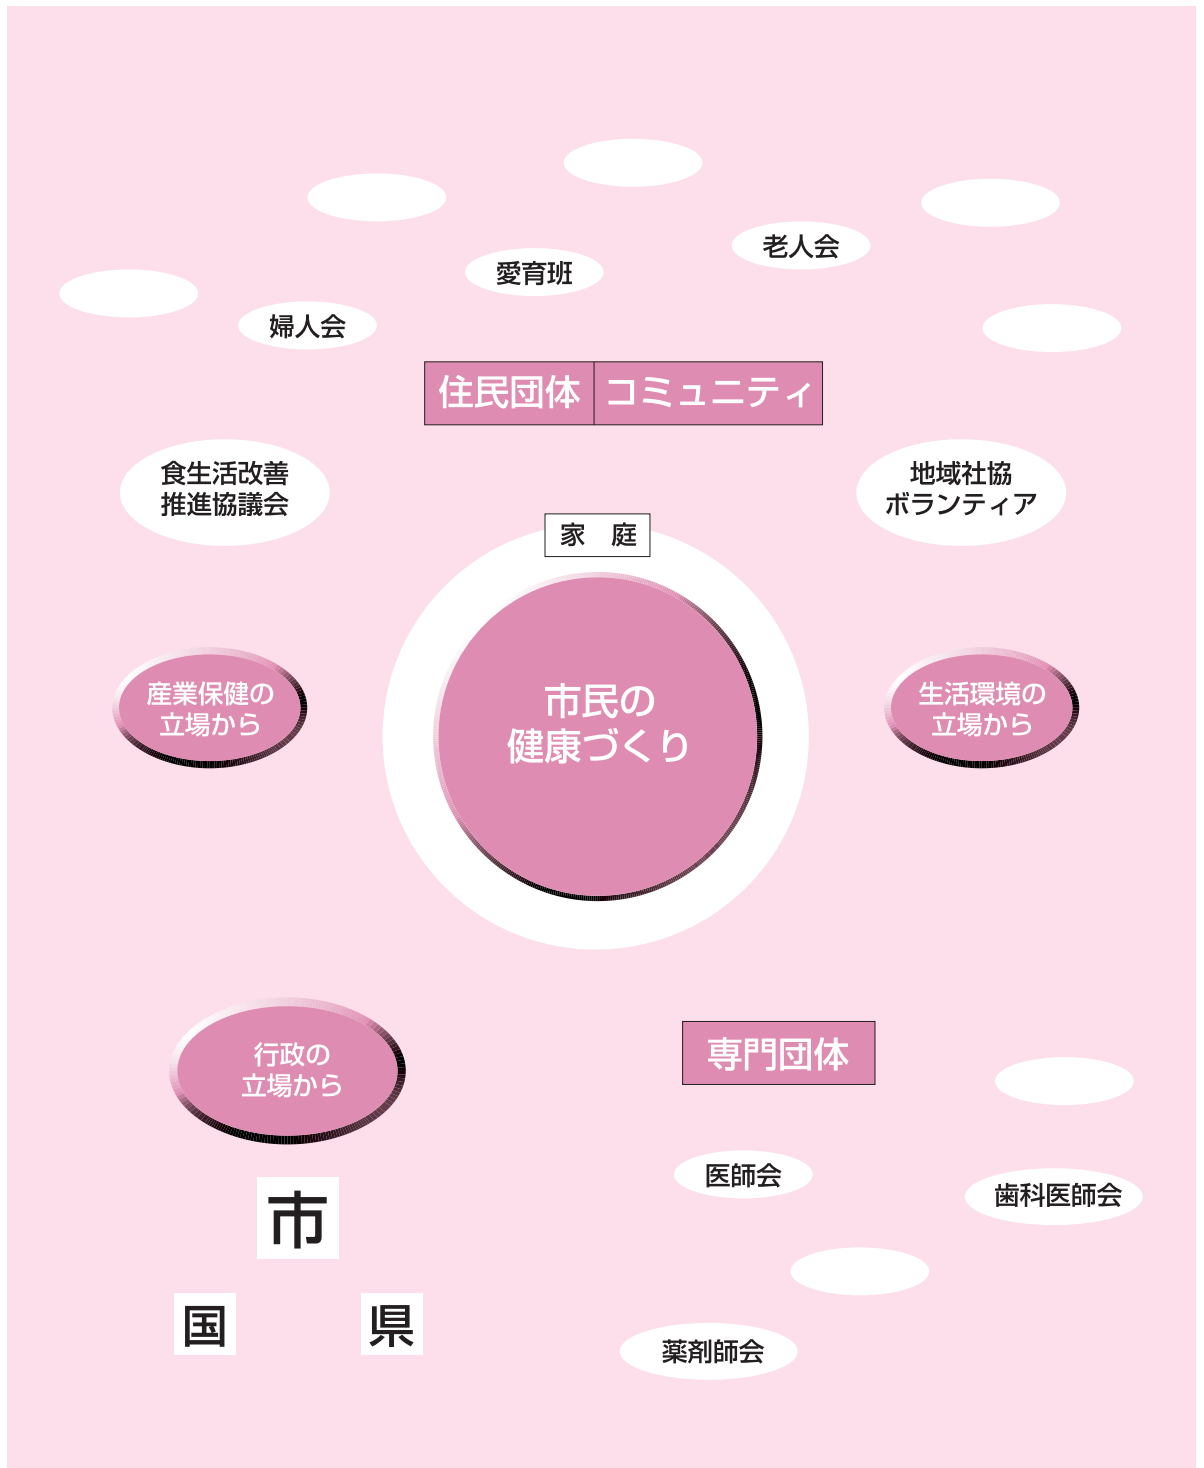 老人会
愛育班
婦人会
住民団体 コミュニティ
食生活改善
推進協議会
地域社協
ボランティア
家　庭
産業保健の
立場から
市民の
健康づくり
生活環境の
立場から
行政の
立場から
専門団体
医師会
歯科医師会
市
国
県
薬剤師会